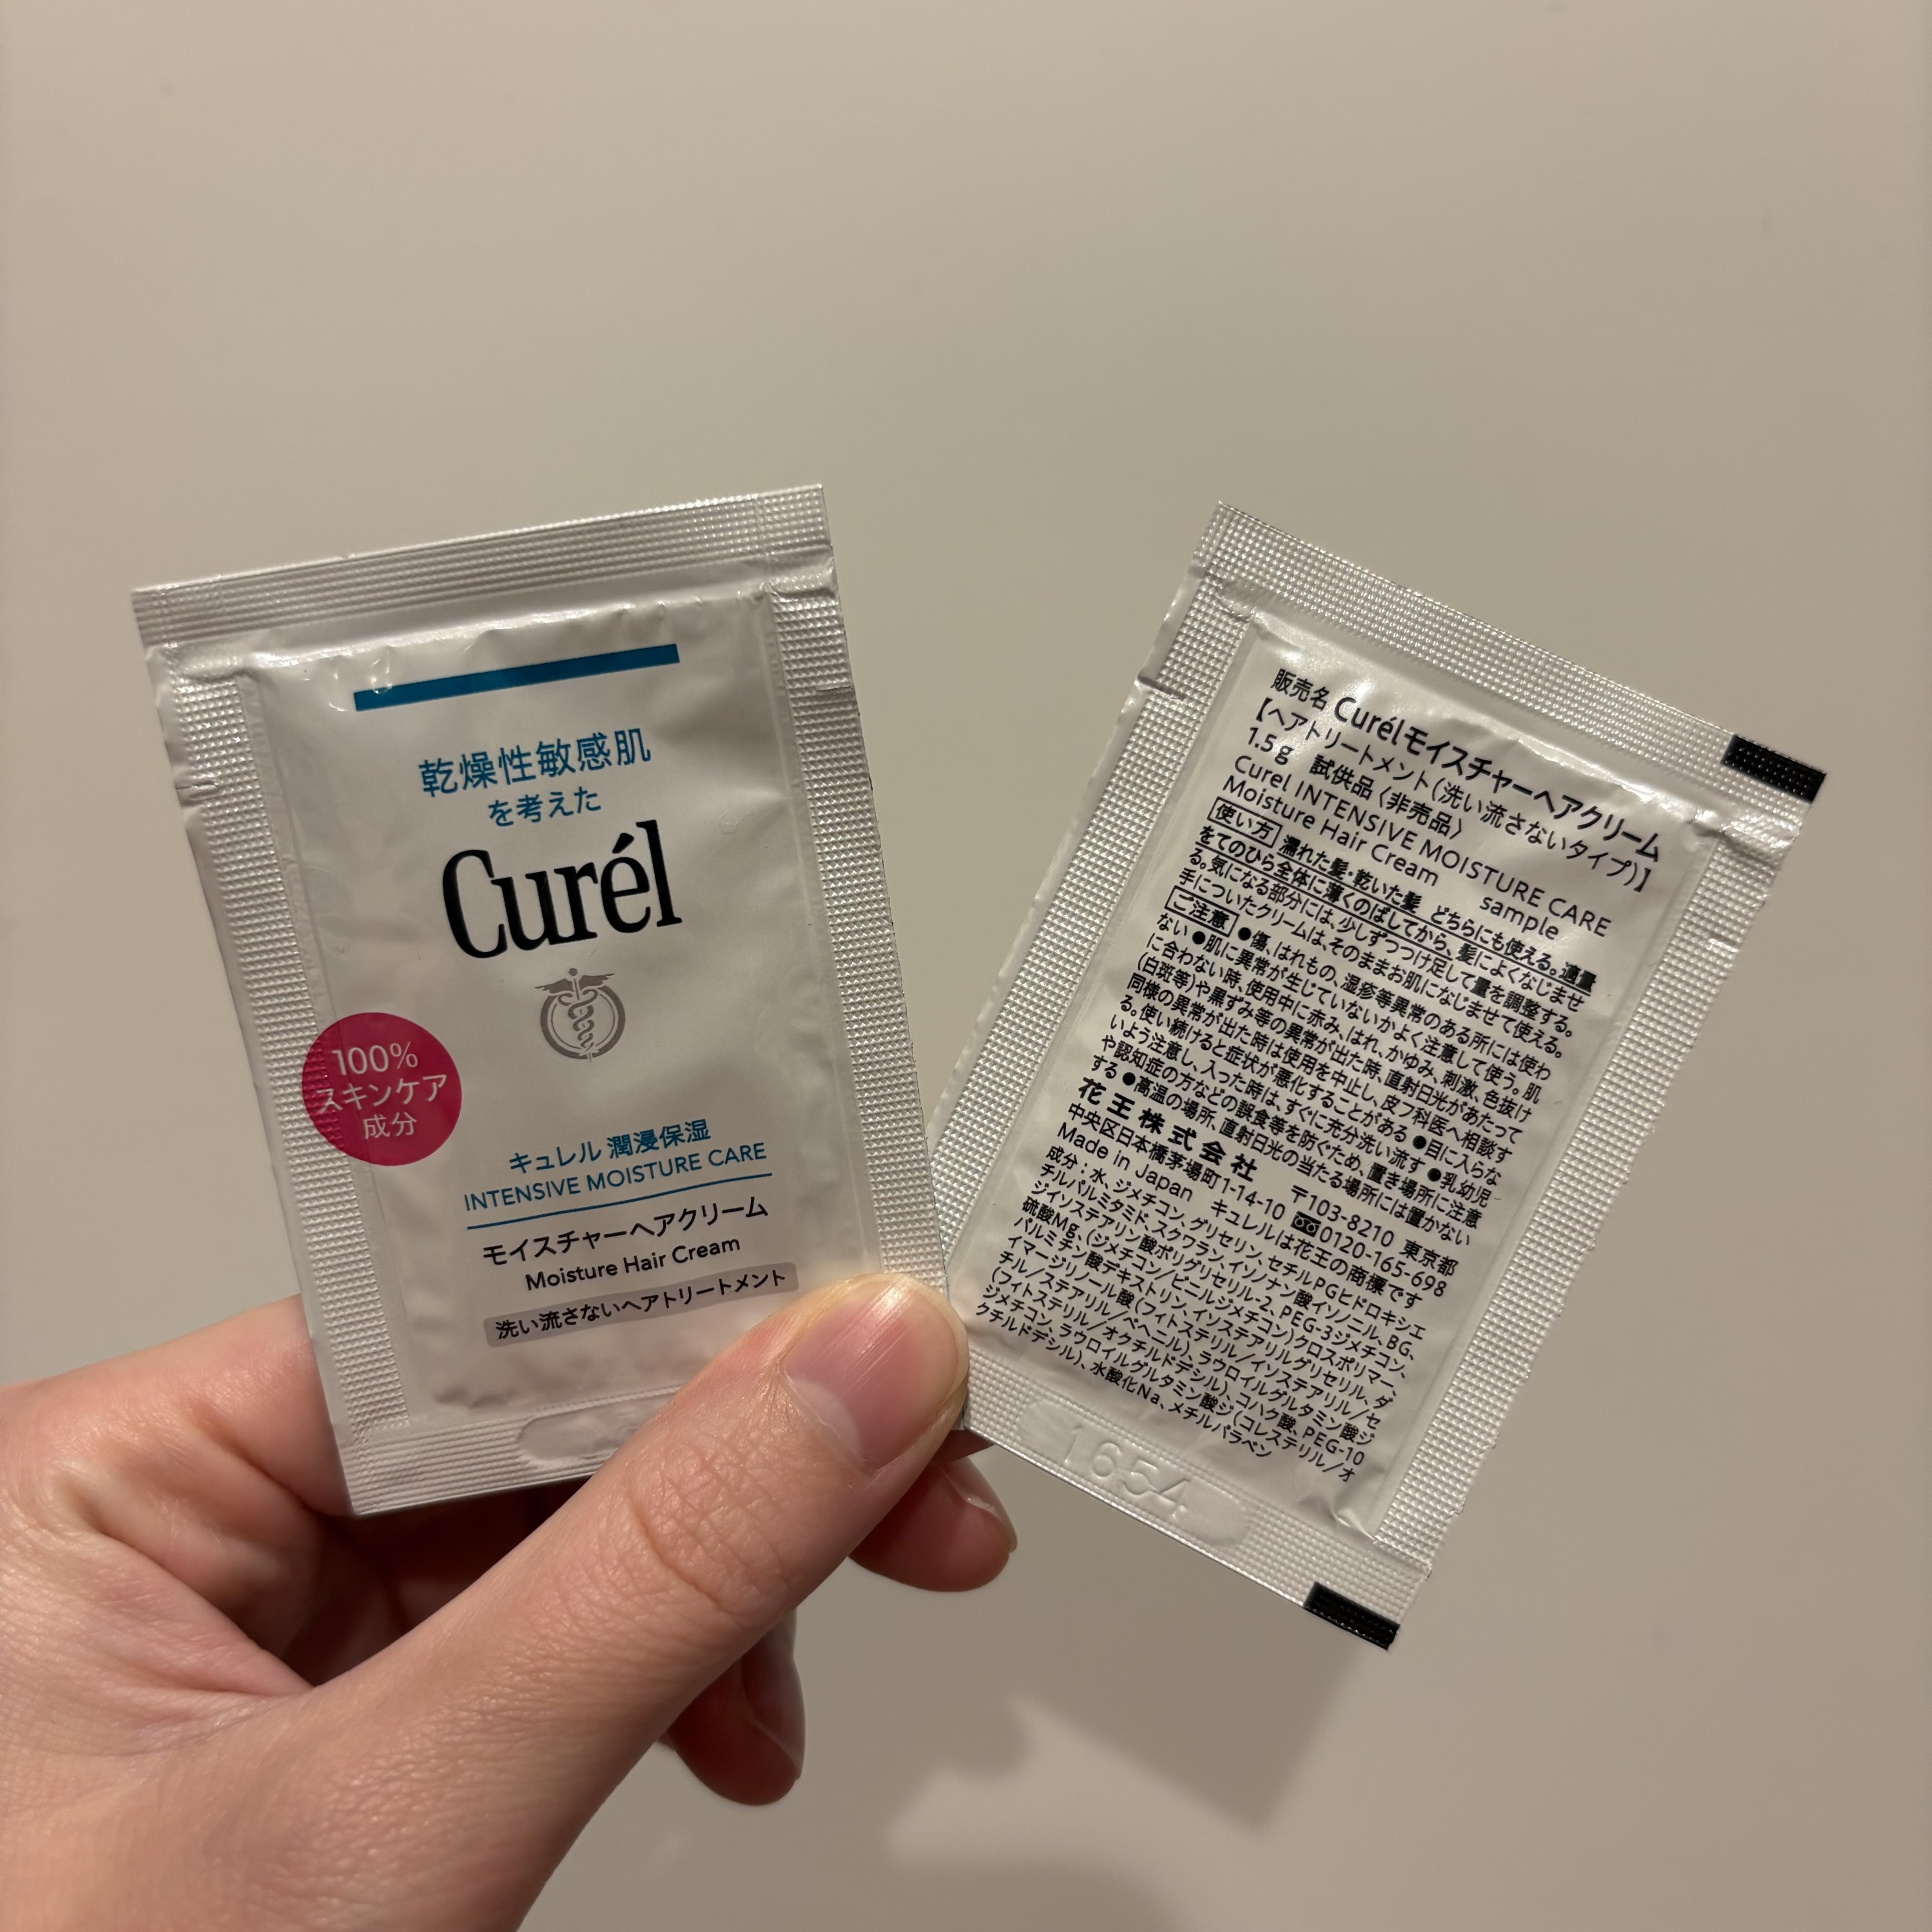 乾燥性敏感肌
を考えた
Curél
100%
スキンケア
成分
キュレル 潤浸保湿
INTENSIVE MOISTURE CARE
モイスチャーヘアクリーム
Moisture Hair Cream
洗い流さないヘアトリートメント
販売名 Curélモイスチャーヘアクリーム
【ヘアトリートメント(洗い流さないタイプ)】
1.5g 試供品〈非売品〉
Curel INTENSIVE MOISTURE CARE
Moisture Hair Cream sample
使い方 濡れた髪・乾いた髪 どちらにも使える。適量
をてのひら全体に薄くのばしてから、髪によくなじませ
る。気になる部分には、少しずつつけ足して量を調整する。
手についたクリームは、そのままお肌になじませて使える。
ご注意 ●傷、はれもの、湿疹等異常のある所には使わ
ない ●肌に異常が生じていないかよく注意して使う。肌
に合わない時、使用中に赤み、はれ、かゆみ、刺激、色抜け
(白斑等)や黒ずみ等の異常が出た時、直射日光があたって
同様の異常が出た時は使用を中止し、皮フ科医へ相談す
る。使い続けると症状が悪化することがある ●目に入らな
いよう注意し、入った時は、すぐに充分洗い流す ●乳幼児
や認知症の方などの誤食等を防ぐため、置き場所に注意
する ●高温の場所、直射日光の当たる場所には置かない
花王株式会社 〒103-8210 東京都
中央区日本橋茅場町1-14-10 0120-165-698
Made in Japan キュレルは花王の商標です
成分:水、ジメチコン、グリセリン、セチルPGヒドロキシエ
チルパルミタミド、スクワラン、イソノナン酸イソノニル、BG、
ジイソステアリン酸ポリグリセリル-2、PEG-3ジメチコン、
硫酸Mg、(ジメチコン/ビニルジメチコン)クロスポリマー、
パルミチン酸デキストリン、イソステアリルグリセリル、ダ
イマージリノール酸(フィトステリル/イソステアリル/セ
チル/ステアリル/ベヘニル)、ラウロイルグルタミン酸ジ
(フィトステリル/オクチルドデシル)、コハク酸、PEG-10
ジメチコン、ラウロイルグルタミン酸ジ(コレステリル/オ
クチルドデシル)、水酸化Na、メチルパラベン
1654